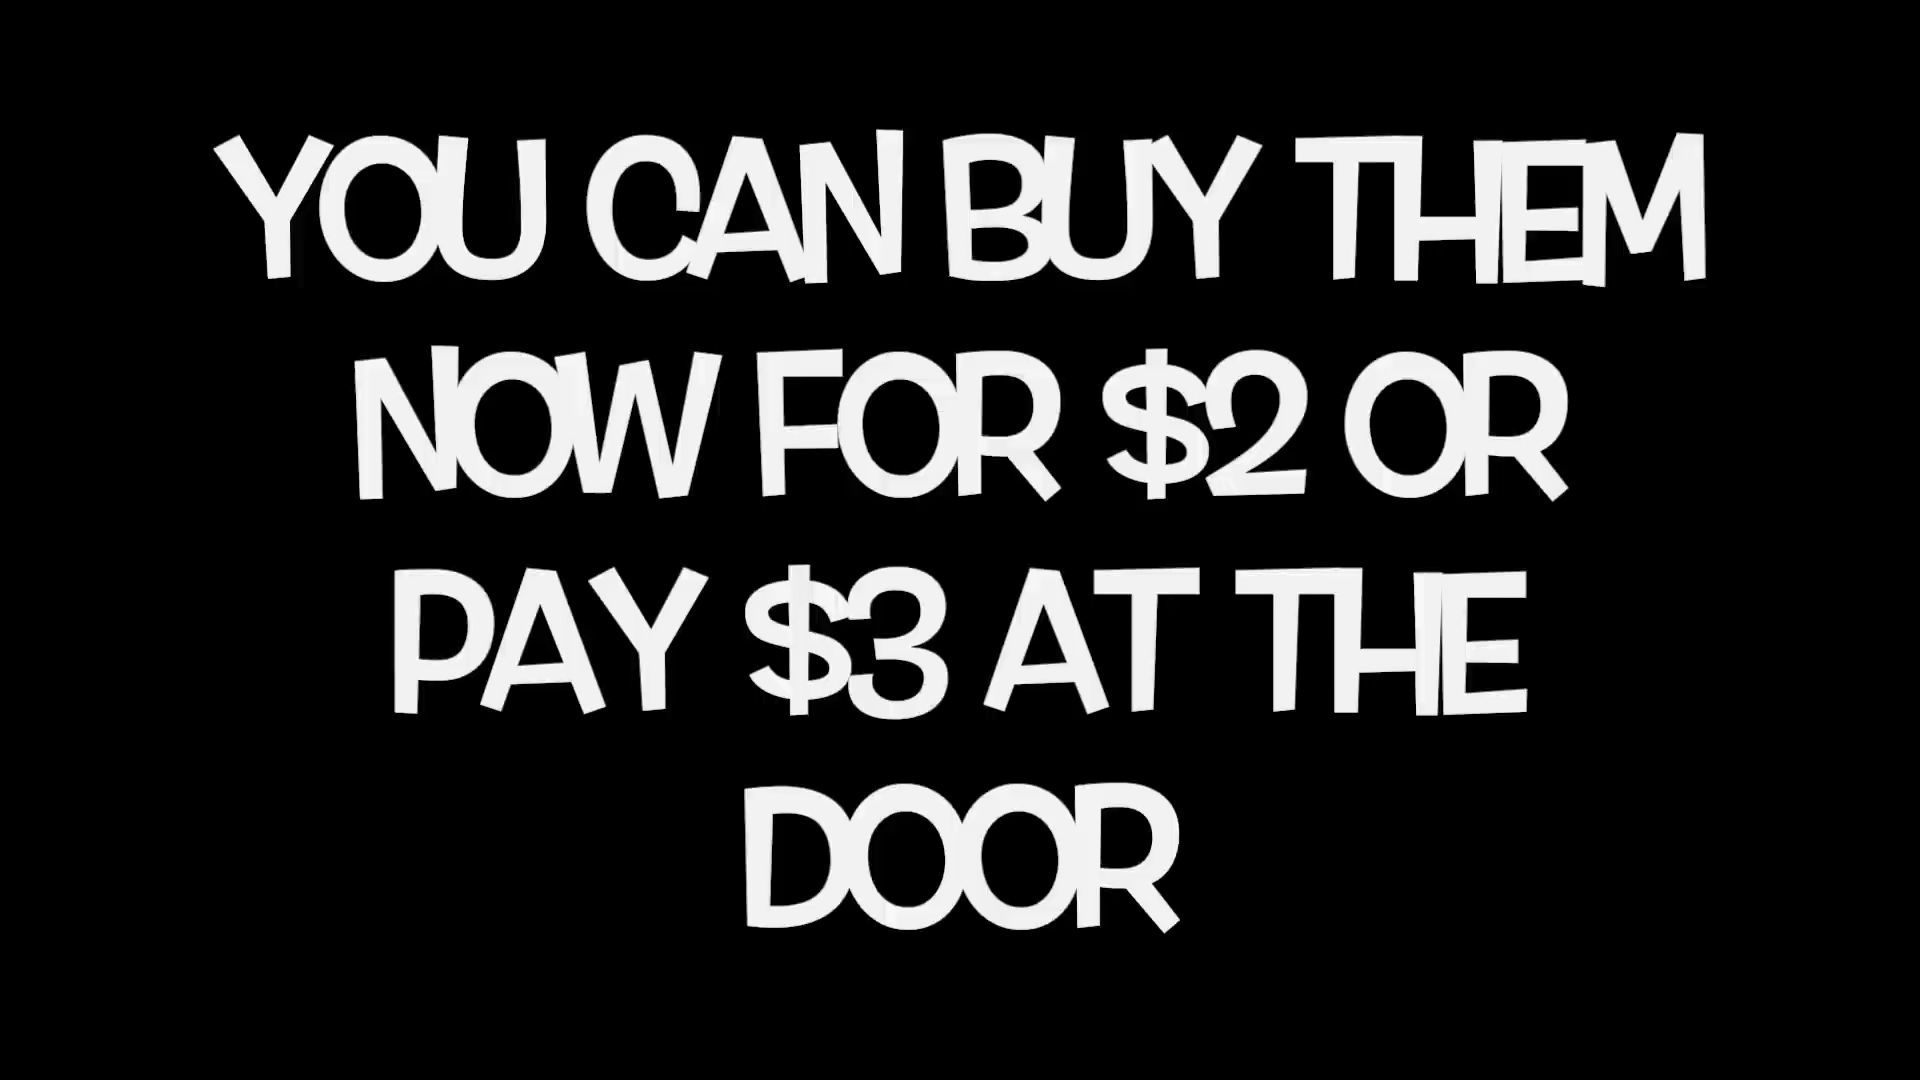 YOU CAN BUY THEM
NOW FOR $2 OR
PAY $3 AT THE
DOOR